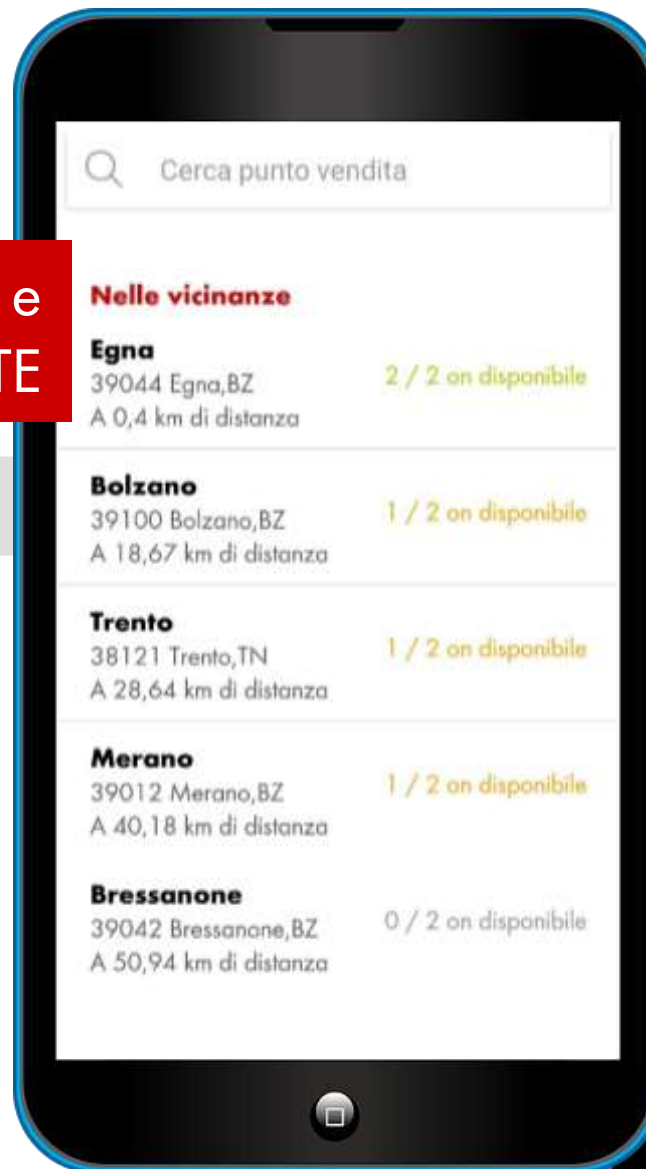 Cerca punto vendita
e
TE
Nelle vicinanze
Egna
39044 Egna,BZ
2 / 2 on disponibile
A 0,4 km di distanza
Bolzano
39100 Bolzano,BZ
1 / 2 on disponibile
A 18,67 km di distanza
Trento
38121 Trento,TN
1 / 2 on disponibile
A 28,64 km di distanza
Merano
39012 Merano,BZ
1 / 2 on disponibile
A 40,18 km di distanza
Bressanone
39042 Bressanone,BZ
0 / 2 on disponibile
A 50,94 km di distanza